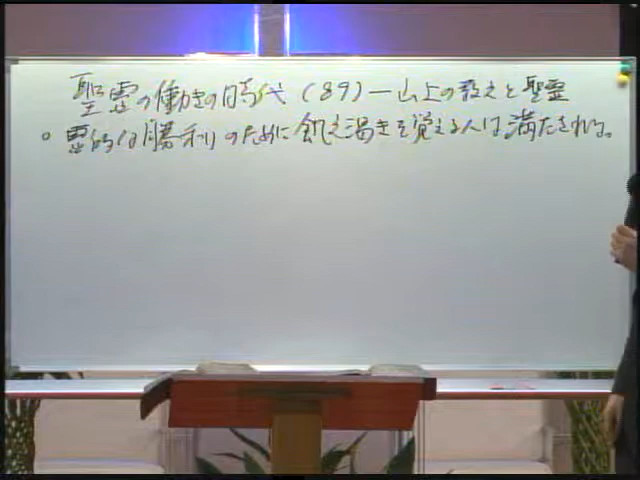 聖霊の働きの時代 (89) ー山上の教えと聖霊
○ 霊的な勝利のために飢え渇きを覚える人は満たされる。